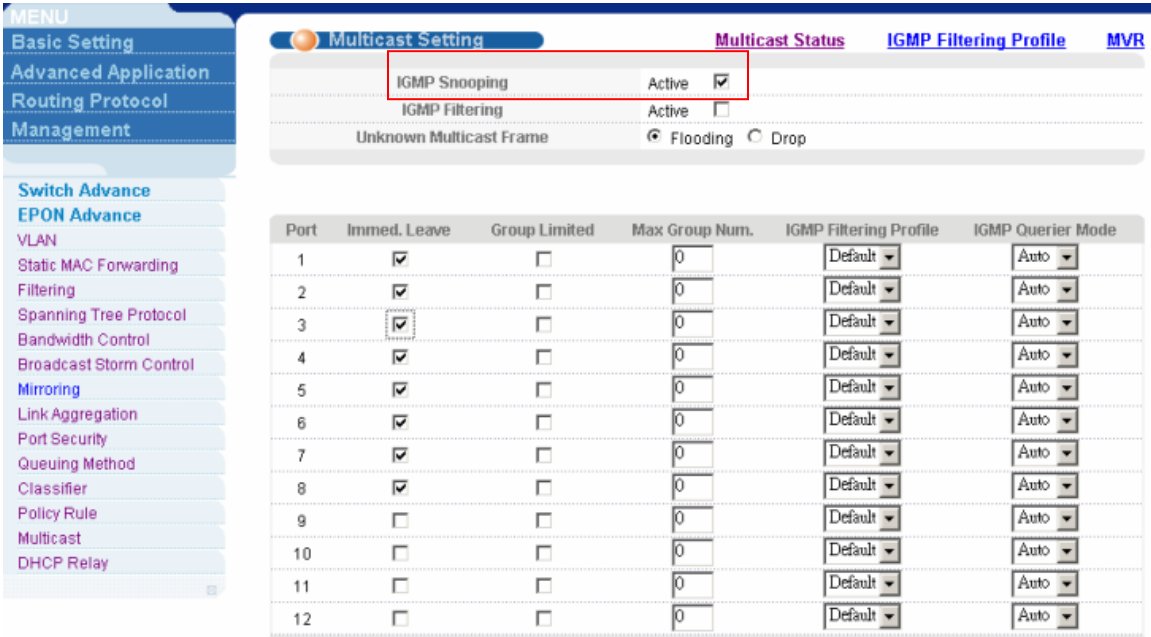 MENU
Basic Setting
Advanced Application
Routing Protocol
Management
Switch Advance
EPON Advance
VLAN
Static MAC Forwarding
Filtering
Spanning Tree Protocol
Bandwidth Control
Broadcast Storm Control
Mirroring
Link Aggregation
Port Security
Queuing Method
Classifier
Policy Rule
Multicast
DHCP Relay
Multicast Setting Multicast Status IGMP Filtering Profile MVR
IGMP Snooping Active
IGMP Filtering Active
Unknown Multicast Frame Flooding Drop
Port Immed. Leave Group Limited Max Group Num. IGMP Filtering Profile IGMP Querier Mode
1 0 Default Auto
2 0 Default Auto
3 0 Default Auto
4 0 Default Auto
5 0 Default Auto
6 0 Default Auto
7 0 Default Auto
8 0 Default Auto
9 0 Default Auto
10 0 Default Auto
11 0 Default Auto
12 0 Default Auto